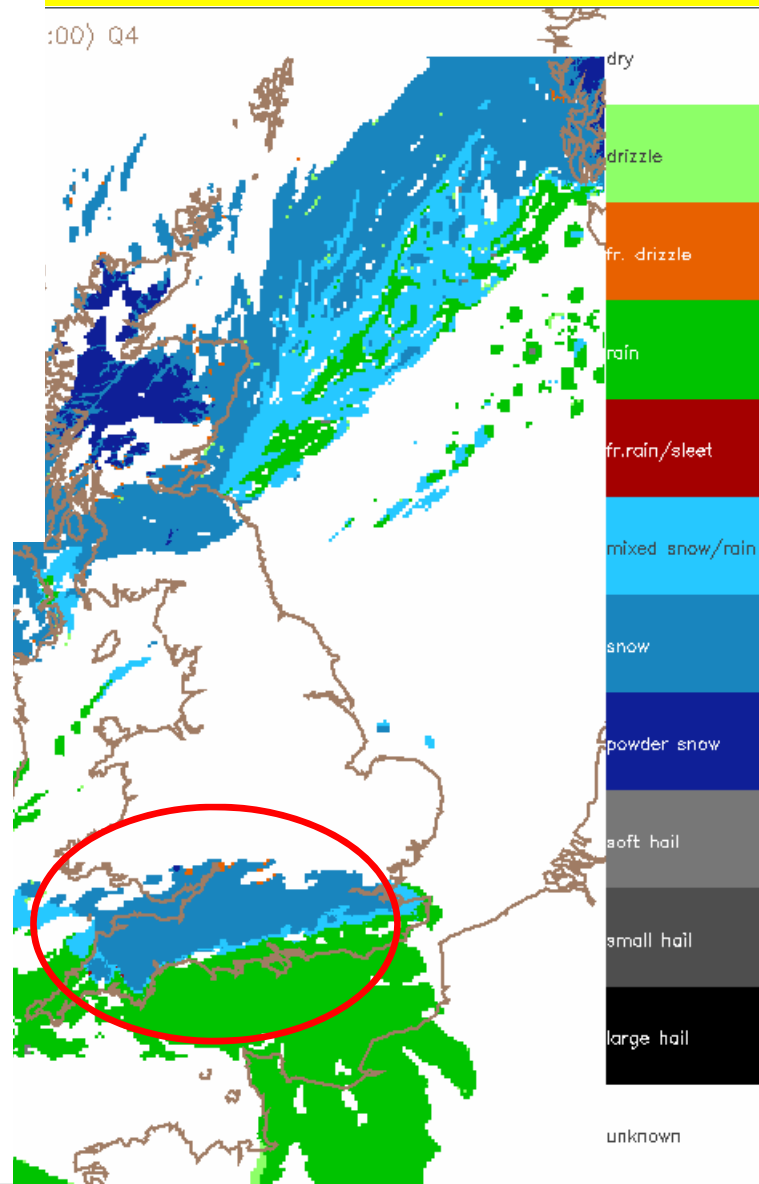 :00) Q4
dry
drizzle
fr. drizzle
rain
fr.rain/sleet
mixed snow/rain
snow
powder snow
soft hail
small hail
large hail
unknown